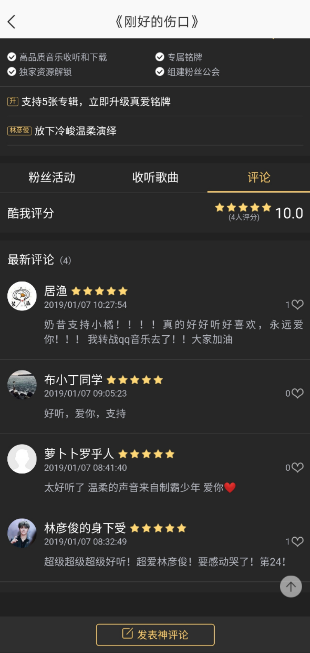 《刚好的伤口》
高品质音乐收听和下载
专属铭牌
独家资源解锁
组建粉丝公会
升 支持5张专辑，立即升级真爱铭牌
林彦俊 放下冷峻温柔演绎
粉丝活动 收听歌曲 评论
酷我评分
(4人评分) 10.0
最新评论 (4)
居渔
2019/01/07 10:27:54
1
奶昔支持小橘！！！！真的好好听好喜欢，永远爱
你！！！ 我转战qq音乐去了！！大家加油
布小丁同学
2019/01/07 09:05:23
0
好听，爱你，支持
萝卜卜罗乎人
2019/01/07 08:41:40
0
太好听了 温柔的声音来自制霸少年 爱你❤️
林彦俊的身下受
2019/01/07 08:32:49
1
超级超级超级好听！超爱林彦俊！要感动哭了！第24！
发表神评论